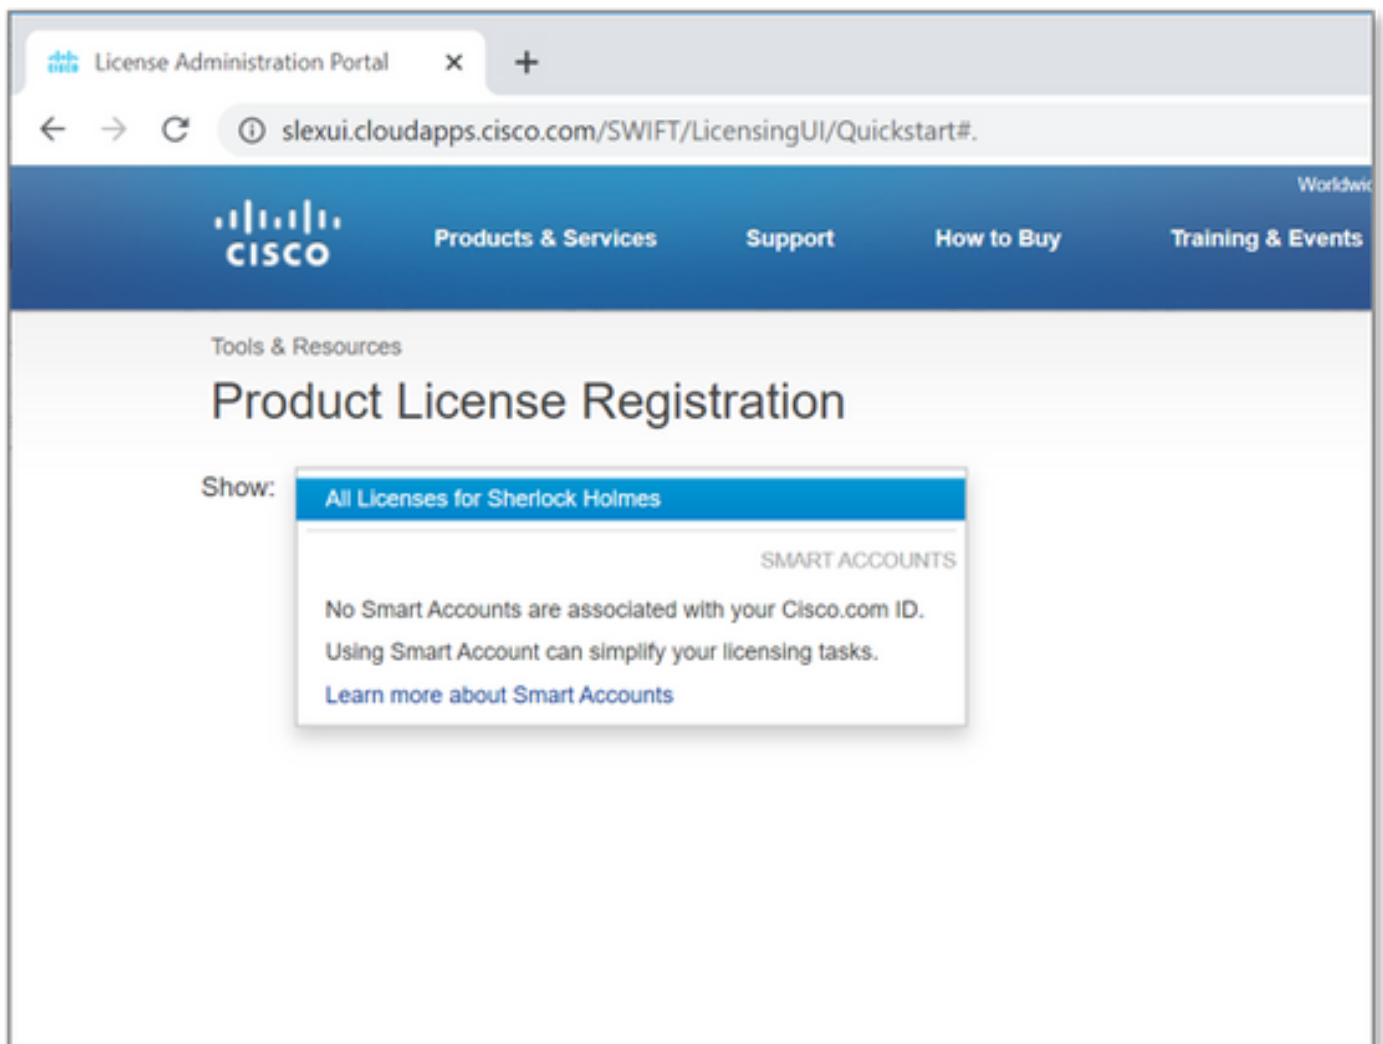 License Administration Portal
slexui.cloudapps.cisco.com/SWIFT/LicensingUI/Quickstart#.
CISCO
Products & Services
Support
How to Buy
Training & Events
Tools & Resources
Product License Registration
Show:
All Licenses for Sherlock Holmes
SMART ACCOUNTS
No Smart Accounts are associated with your Cisco.com ID.
Using Smart Account can simplify your licensing tasks.
Learn more about Smart Accounts